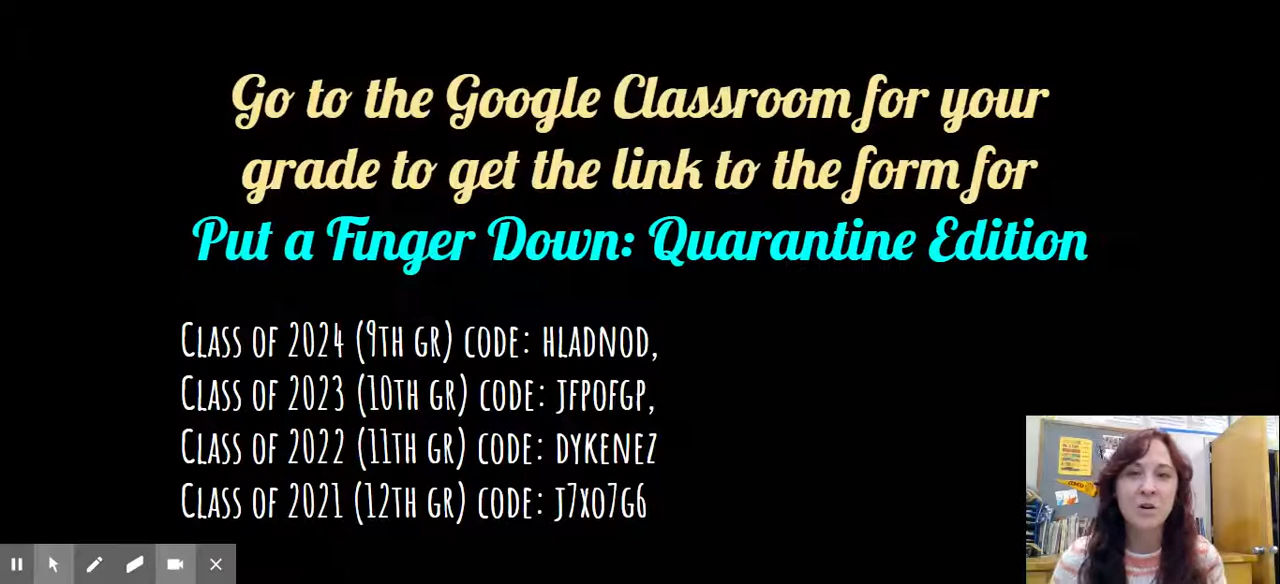 Go to the Google Classroom for your
grade to get the link to the form for
Put a Finger Down: Quarantine Edition
Class of 2024 (9th gr) code: hladnod,
Class of 2023 (10th gr) code: jfpofgp,
Class of 2022 (11th gr) code: dykenez
Class of 2021 (12th gr) code: j7xo7g6